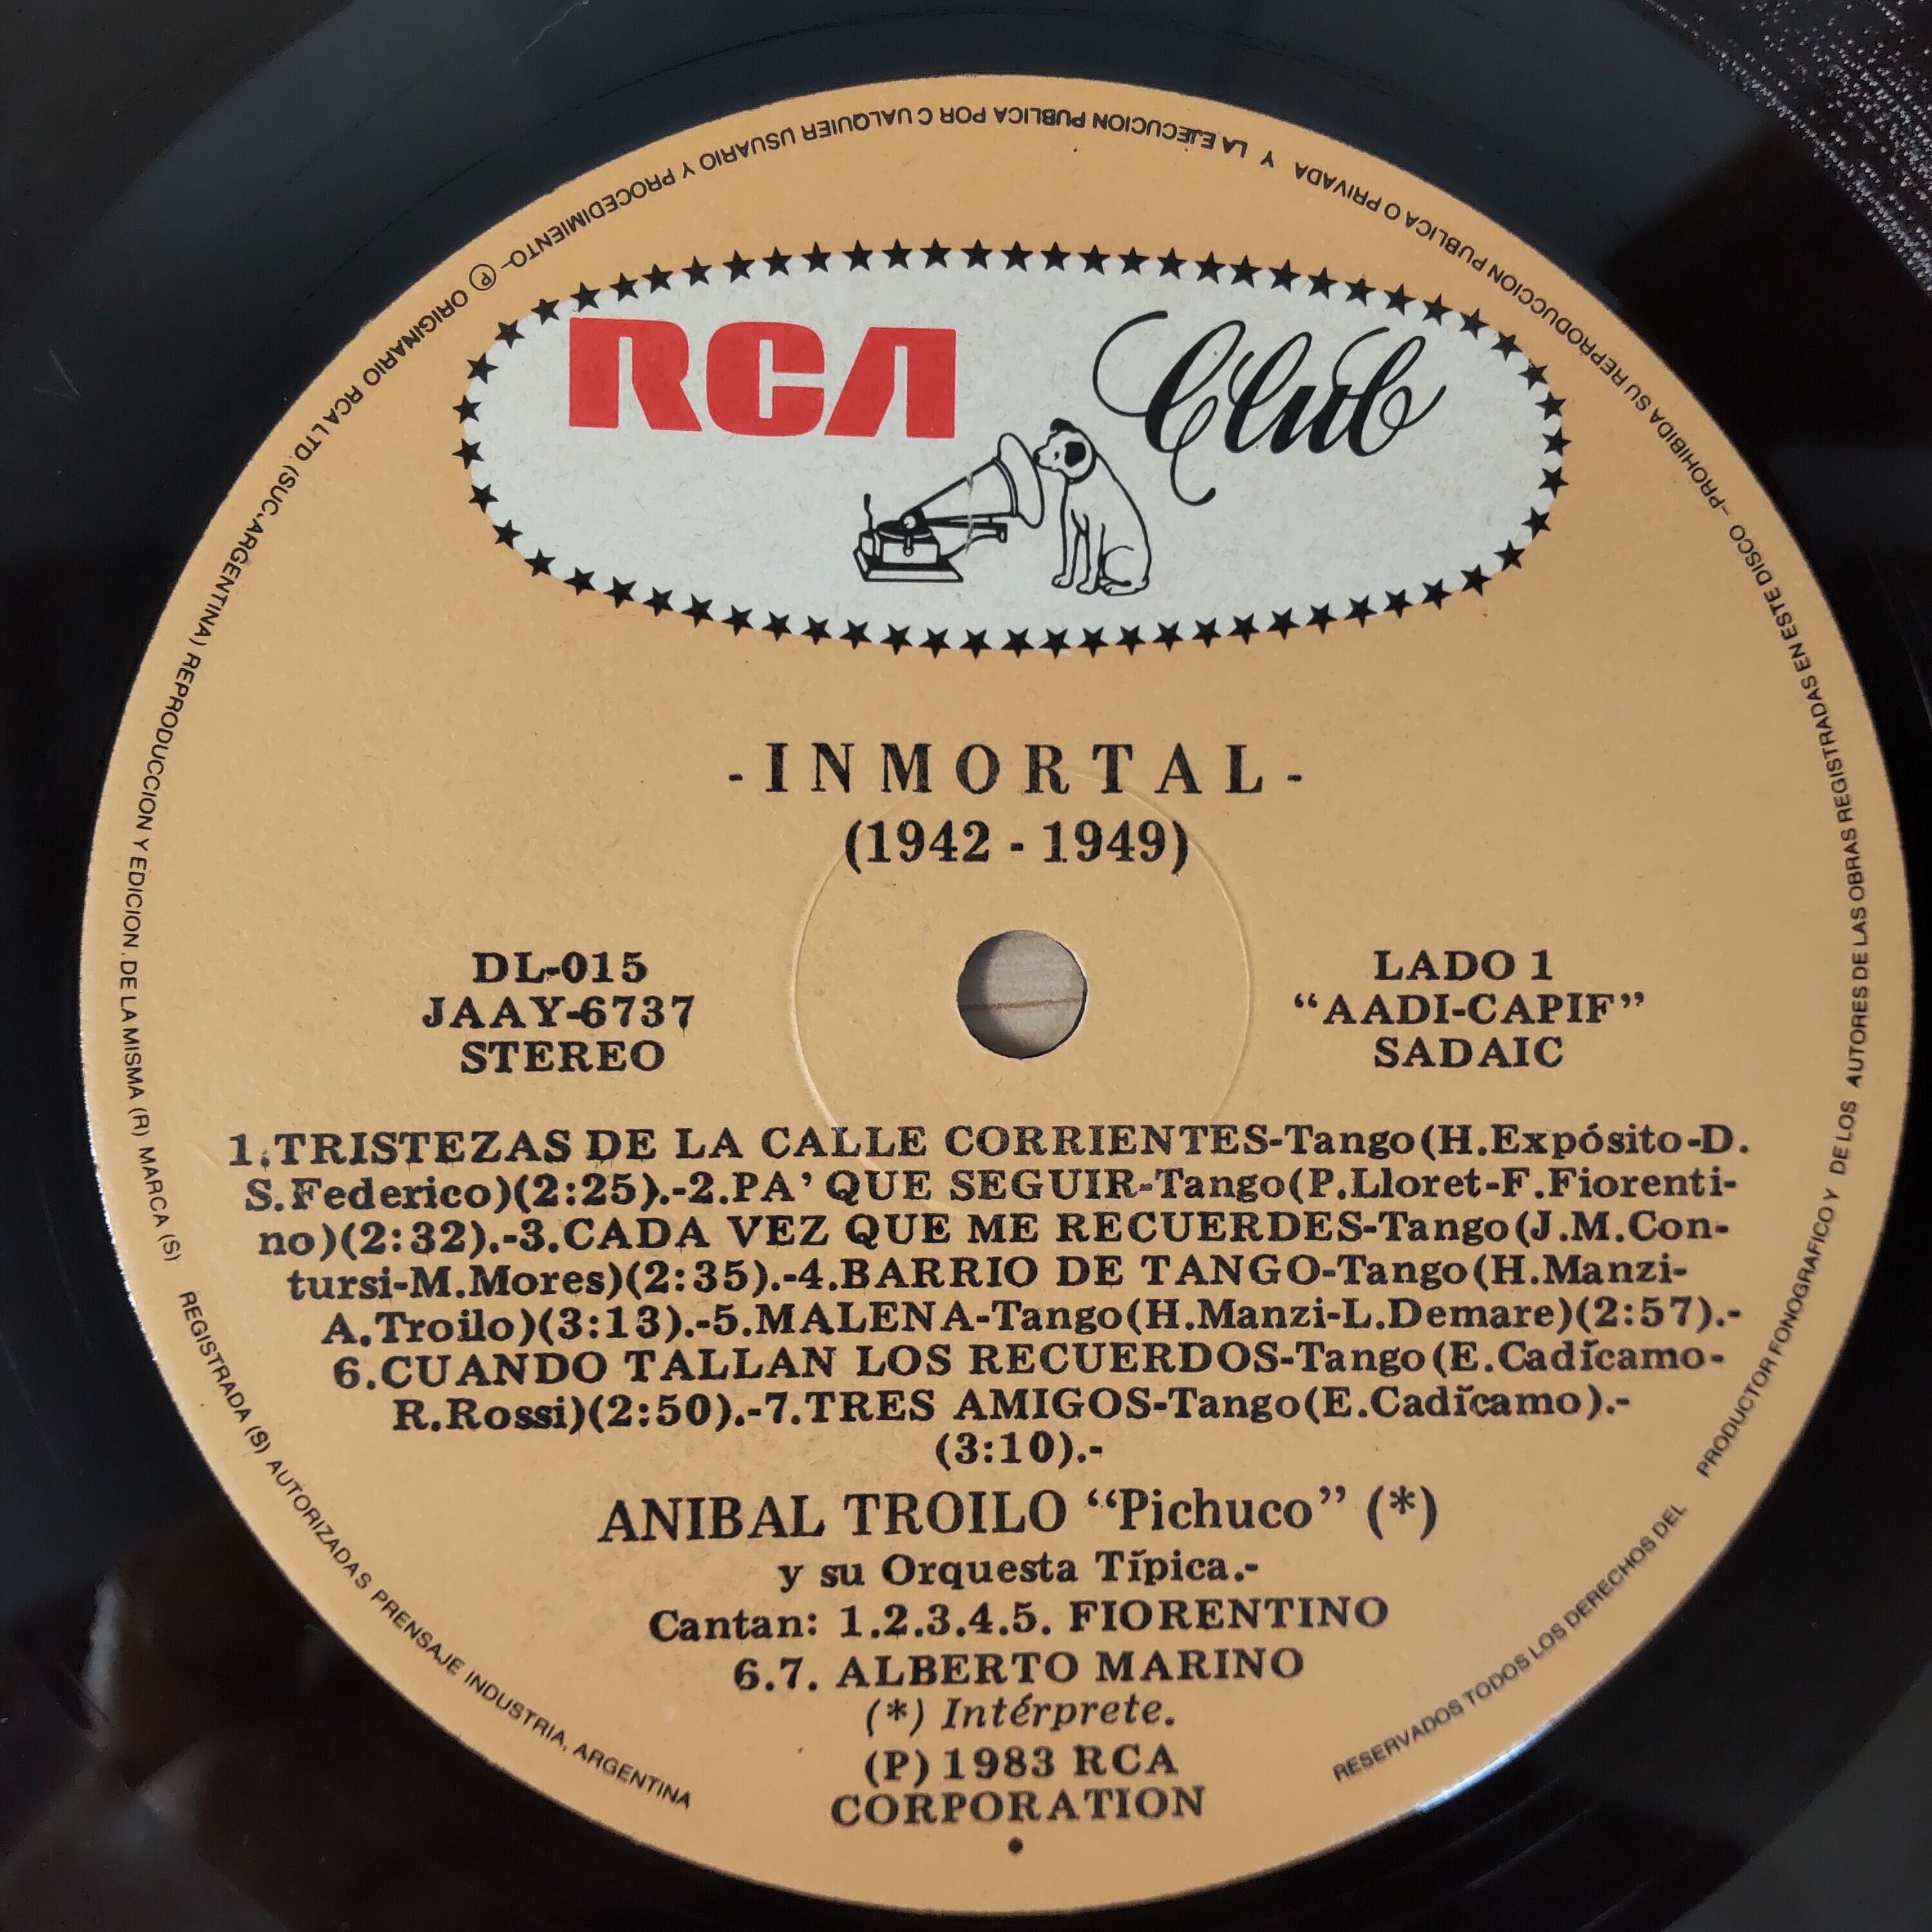 RCA Club
- I N M O R T A L -
(1942 - 1949)
DL-015
JAAY-6737
STEREO
LADO 1
“AADI-CAPIF”
SADAIC
1.TRISTEZAS DE LA CALLE CORRIENTES-Tango(H.Expósito-D.
S.Federico)(2:25).-2.PA’ QUE SEGUIR-Tango(P.Lloret-F.Fiorenti-
no)(2:32).-3.CADA VEZ QUE ME RECUERDES-Tango(J.M.Con-
tursi-M.Mores)(2:35).-4.BARRIO DE TANGO-Tango(H.Manzi-
A.Troilo)(3:13).-5.MALENA-Tango(H.Manzi-L.Demare)(2:57).-
6.CUANDO TALLAN LOS RECUERDOS-Tango(E.Cadícamo-
R.Rossi)(2:50).-7.TRES AMIGOS-Tango(E.Cadícamo).-
(3:10).-
ANIBAL TROILO “Pichuco” (*)
y su Orquesta Típica.-
Cantan: 1.2.3.4.5. FIORENTINO
6.7. ALBERTO MARINO
(*) Intérprete.
(P) 1983 RCA
CORPORATION
RESERVADOS TODOS LOS DERECHOS DEL PRODUCTOR FONOGRAFICO Y DE LOS AUTORES DE LAS OBRAS REGISTRADAS EN ESTE DISCO -PROHIBIDA SU REPRODUCCION PUBLICA O PRIVADA Y LA EJECUCION PUBLICA POR CUALQUIER USUARIO Y PROCEDIMIENTO- Ⓟ ORIGINARIO RCA LTD. (SUC.ARGENTINA) REPRODUCCION Y EDICION. DE LA MISMA (R) MARCA (S) REGISTRADA (S) AUTORIZADAS PRENSAJE INDUSTRIA, ARGENTINA